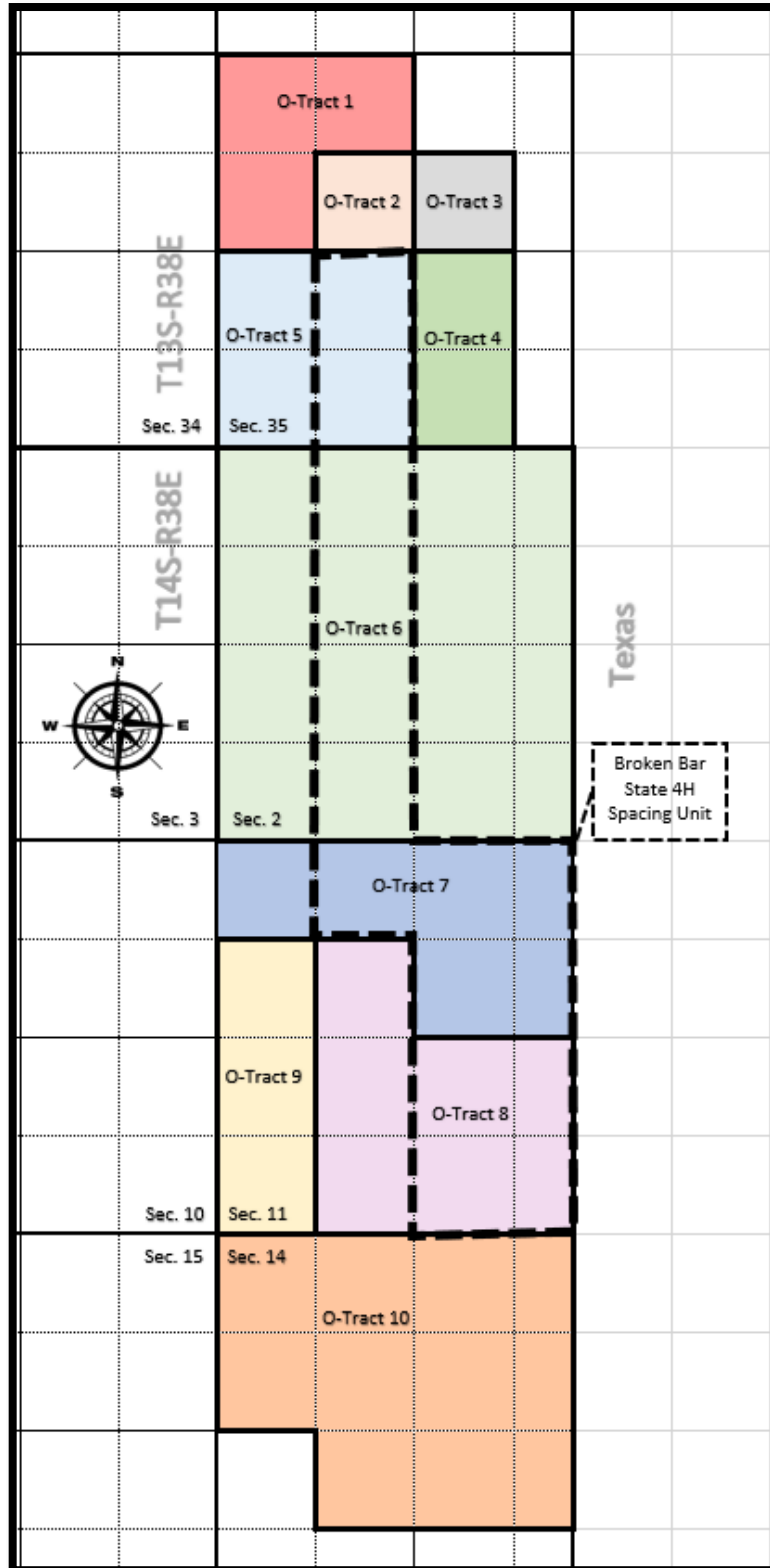 O-Tract 1
O-Tract 2
O-Tract 3
T13S-R38E
O-Tract 5
O-Tract 4
Sec. 34
Sec. 35
T14S-R38E
O-Tract 6
Texas
N
W
E
S
Broken Bar
State 4H
Spacing Unit
Sec. 3
Sec. 2
O-Tract 7
O-Tract 9
O-Tract 8
Sec. 10
Sec. 11
Sec. 15
Sec. 14
O-Tract 10